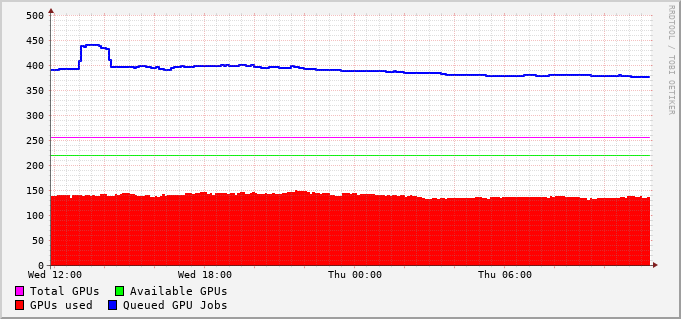 500
450
400
350
300
250
200
150
100
50
0
Wed 12:00 Wed 18:00 Thu 00:00 Thu 06:00
Total GPUs Available GPUs
GPUs used Queued GPU Jobs
RRDTOOL / TOBI OETIKER